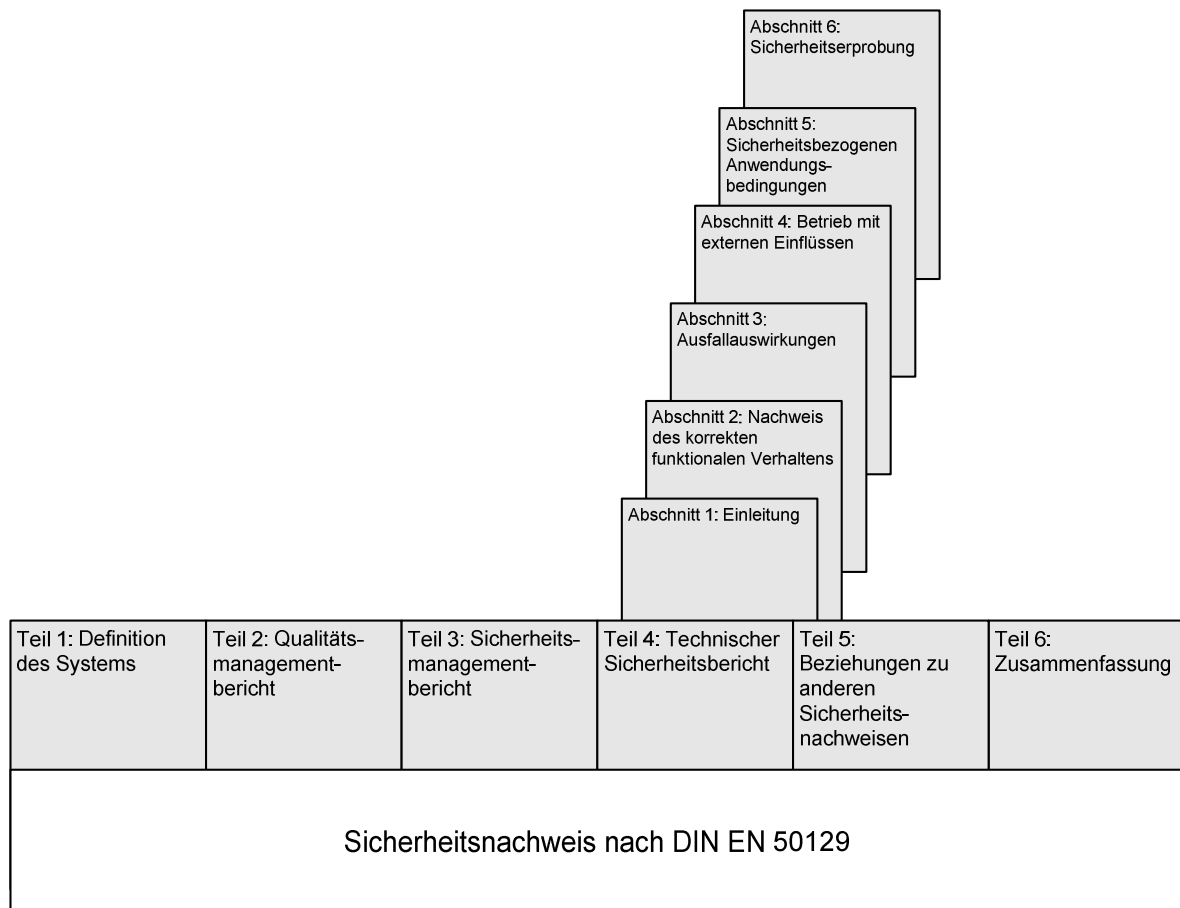 Abschnitt 6:
Sicherheitserprobung
Abschnitt 5:
Sicherheitsbezogenen
Anwendungs-
bedingungen
Abschnitt 4: Betrieb mit
externen Einflüssen
Abschnitt 3:
Ausfallauswirkungen
Abschnitt 2: Nachweis
des korrekten
funktionalen Verhaltens
Abschnitt 1: Einleitung
Teil 1: Definition
des Systems
Teil 2: Qualitäts-
management-
bericht
Teil 3: Sicherheits-
management-
bericht
Teil 4: Technischer
Sicherheitsbericht
Teil 5:
Beziehungen zu
anderen
Sicherheits-
nachweisen
Teil 6:
Zusammenfassung
Sicherheitsnachweis nach DIN EN 50129